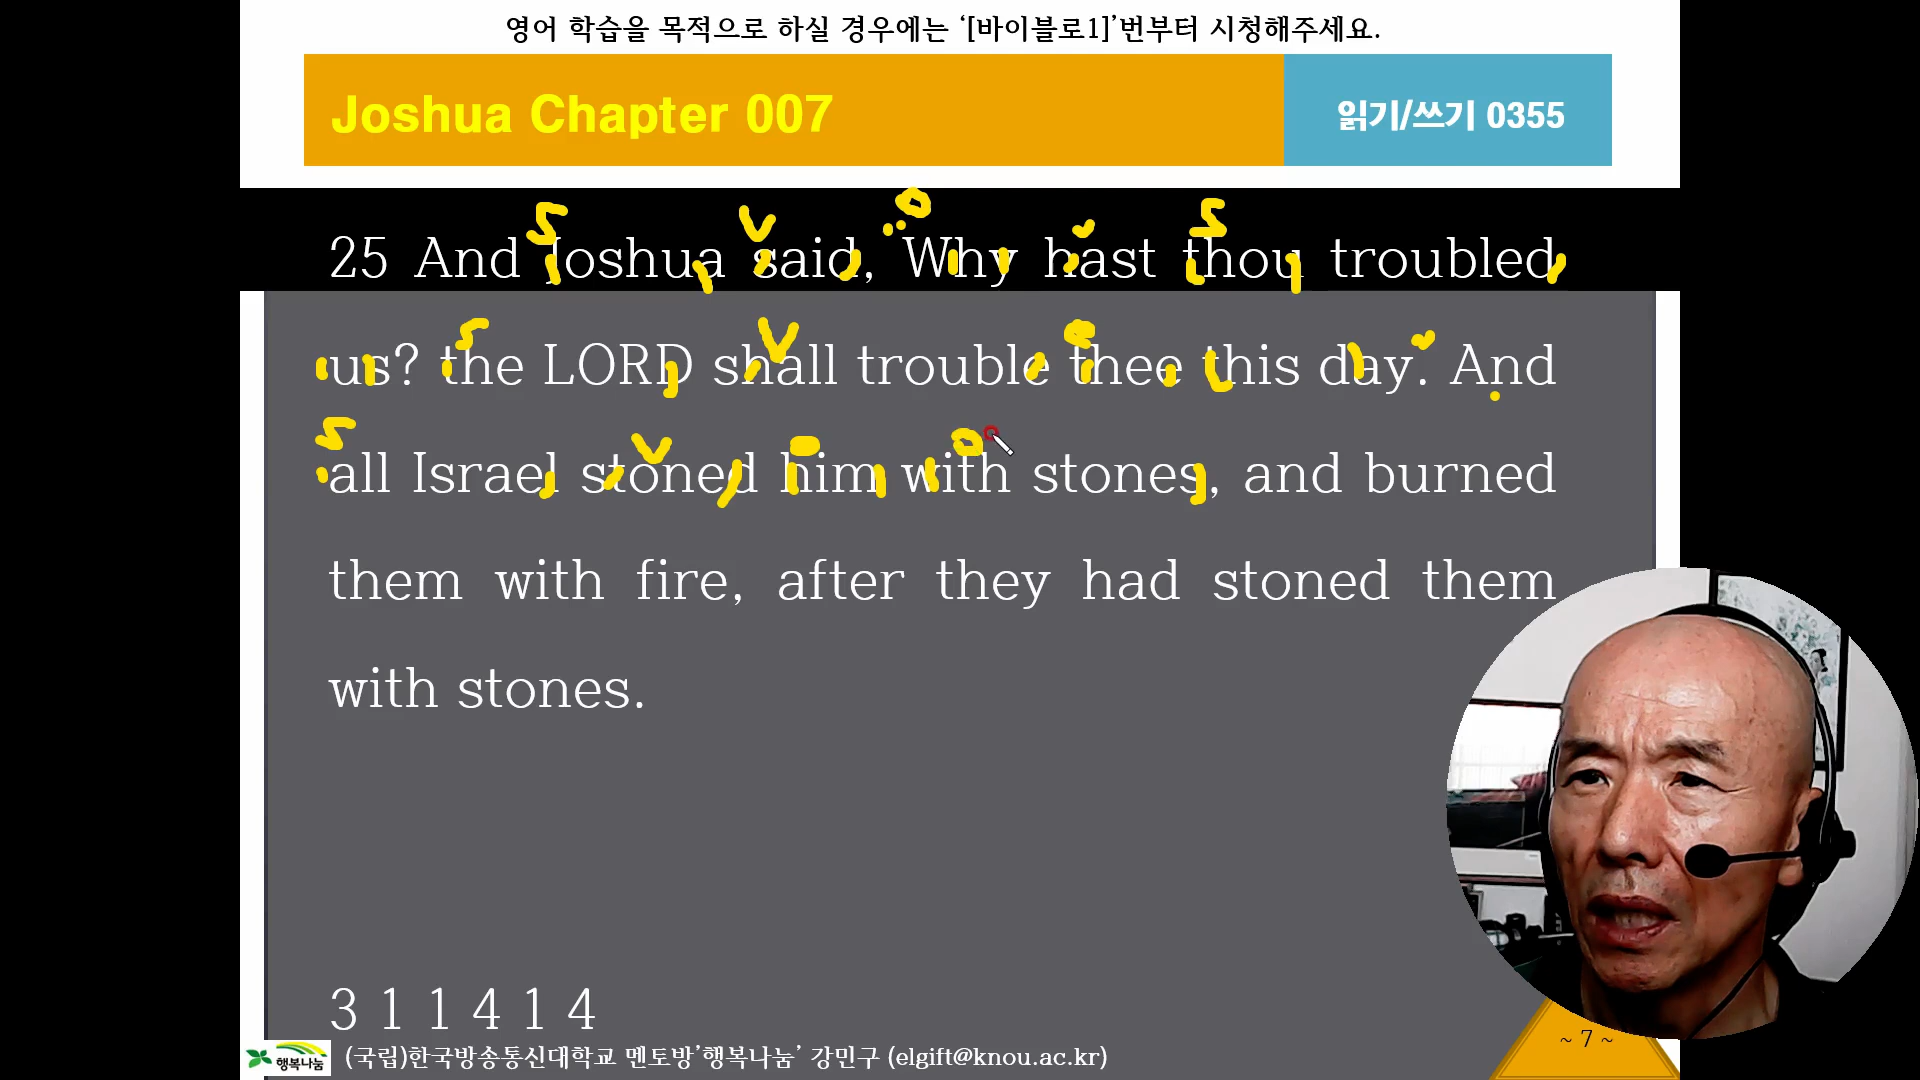 영어 학습을 목적으로 하실 경우에는 ‘[바이블로1]’번부터 시청해주세요.
Joshua Chapter 007
읽기/쓰기 0355
25 And Joshua said, Why hast thou troubled
us? the LORD shall trouble thee this day. And
all Israel stoned him with stones, and burned
them with fire, after they had stoned them
with stones.
3 1 1 4 1 4
행복나눔 (국립)한국방송통신대학교 멘토방’행복나눔’ 강민구 (elgift@knou.ac.kr)
~ 7 ~